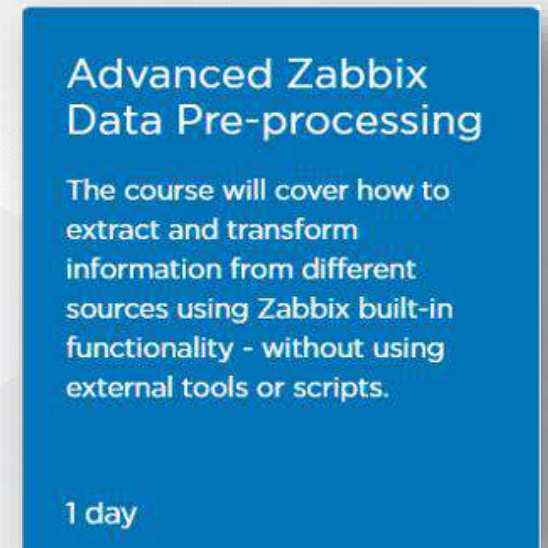 Advanced Zabbix
Data Pre-processing
The course will cover how to
extract and transform
information from different
sources using Zabbix built-in
functionality - without using
external tools or scripts.
1 day